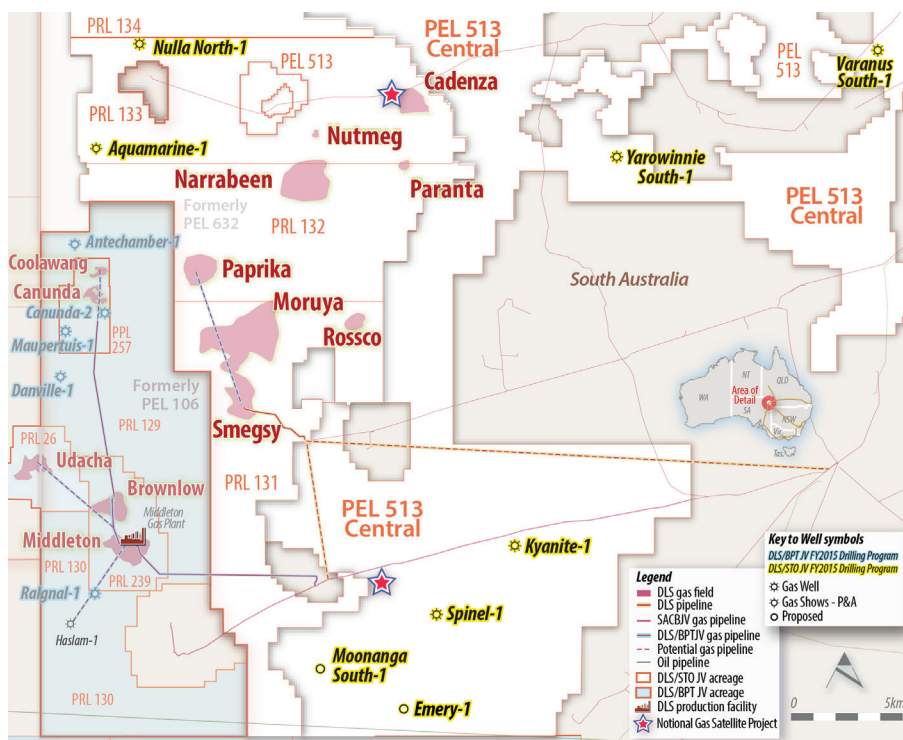 PRL 134
Nulla North-1
PEL 513
PEL 513
Central
PEL
513
Varanus
South-1
Cadenza
PRL
133
Nutmeg
Aquamarine-1
Yarowinnie
South-1
Narrabeen
Paranta
PEL 513
Central
Formerly
PEL 632
PRL 132
Antechamber-1
Coolawang
Paprika
South Australia
Canunda
Moruya
Canunda-2
Rossco
Maupertuis-1
PPL
257
NT
QLD
WA
Area of
Detail
SA
NSW
Vic
Tas.
Danville-1
Formerly
PEL 106
PRL 129
Smegsy
PRL 26
Udacha
PRL 131
Brownlow
PEL 513
Central
Middleton
Gas Plant
Middleton
Kyanite-1
PRL 130
PRL 239
Raignal-1
Spinel-1
Haslam-1
Moonanga
South-1
Emery-1
PRL 130
Key to Well symbols
DLS/BPT JV FY2015 Drilling Program
DLS/STO JV FY2015 Drilling Program
Gas Well
Gas Shows - P&A
Proposed
Legend
DLS gas field
DLS pipeline
SACBJV gas pipeline
DLS/BPTJV gas pipeline
Potential gas pipeline
Oil pipeline
DLS/STO JV acreage
DLS/BPT JV acreage
DLS production facility
Notional Gas Satellite Project
0
5km